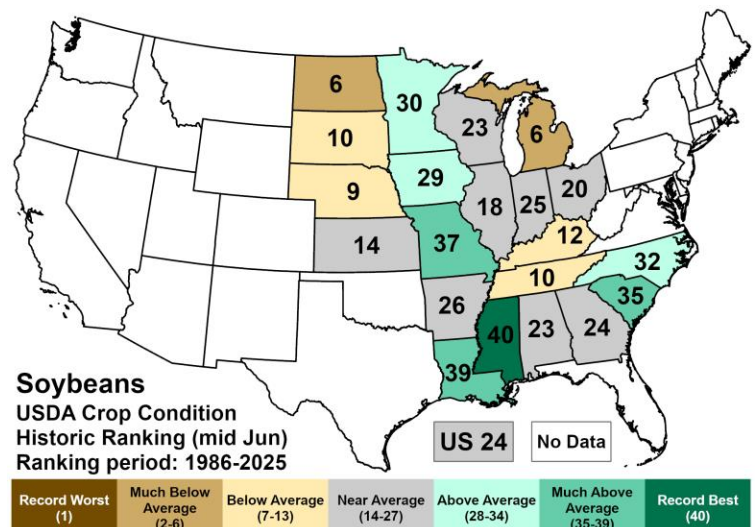 6
30
23
6
10
29
9
18
25
20
14
37
12
10
32
26
35
40
23
24
39
Soybeans
USDA Crop Condition
Historic Ranking (mid Jun)
Ranking period: 1986-2025
US 24
No Data
Record Worst
(1)
Much Below
Average
(2-6)
Below Average
(7-13)
Near Average
(14-27)
Above Average
(28-34)
Much Above
Average
(35-39)
Record Best
(40)